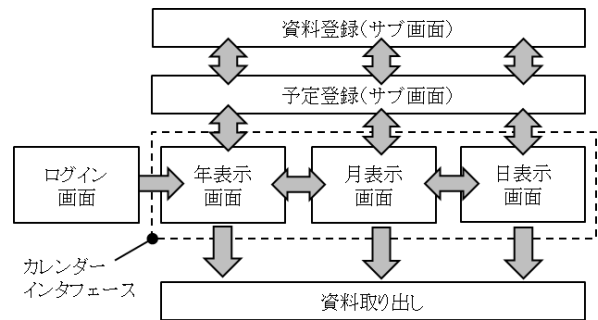 資料登録(サブ画面)
予定登録(サブ画面)
ログイン
画面
年表示
画面
月表示
画面
日表示
画面
カレンダー
インタフェース
資料取り出し